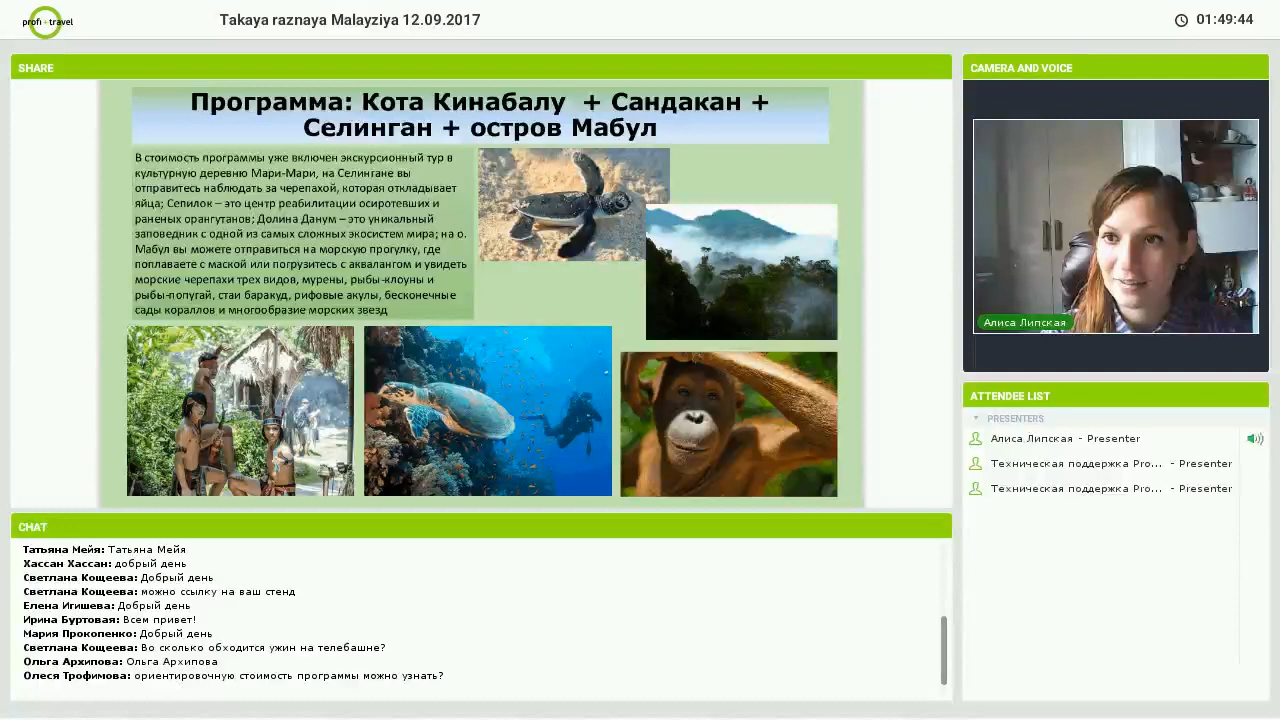 profi travel
Takaya raznaya Malayziya 12.09.2017
01:49:44
SHARE
Программа: Кота Кинабалу + Сандакан +
Селинган + остров Мабул
В стоимость программы уже включен экскурсионный тур в
культурную деревню Мари-Мари, на Селингане вы
отправитесь наблюдать за черепахой, которая откладывает
яйца; Сепилок – это центр реабилитации осиротевших и
раненых орангутанов; Долина Данум – это уникальный
заповедник с одной из самых сложных экосистем мира; на о.
Мабул вы можете отправиться на морскую прогулку, где
поплаваете с маской или погрузитесь с аквалангом и увидеть
морские черепахи трех видов, мурены, рыбы-клоуны и
рыбы-попугай, стаи баракуд, рифовые акулы, бесконечные
сады кораллов и многообразие морских звезд
CAMERA AND VOICE
Алиса Липская
ATTENDEE LIST
PRESENTERS
Алиса Липская - Presenter
Техническая поддержка Pro... - Presenter
Техническая поддержка Pro... - Presenter
CHAT
Татьяна Мейя: Татьяна Мейя
Хассан Хассан: добрый день
Светлана Кощеева: Добрый день
Светлана Кощеева: можно ссылку на ваш стенд
Елена Игишева: Добрый день
Ирина Буртовая: Всем привет!
Мария Прокопенко: Добрый день
Светлана Кощеева: Во сколько обходится ужин на телебашне?
Ольга Архипова: Ольга Архипова
Олеся Трофимова: ориентировочную стоимость программы можно узнать?